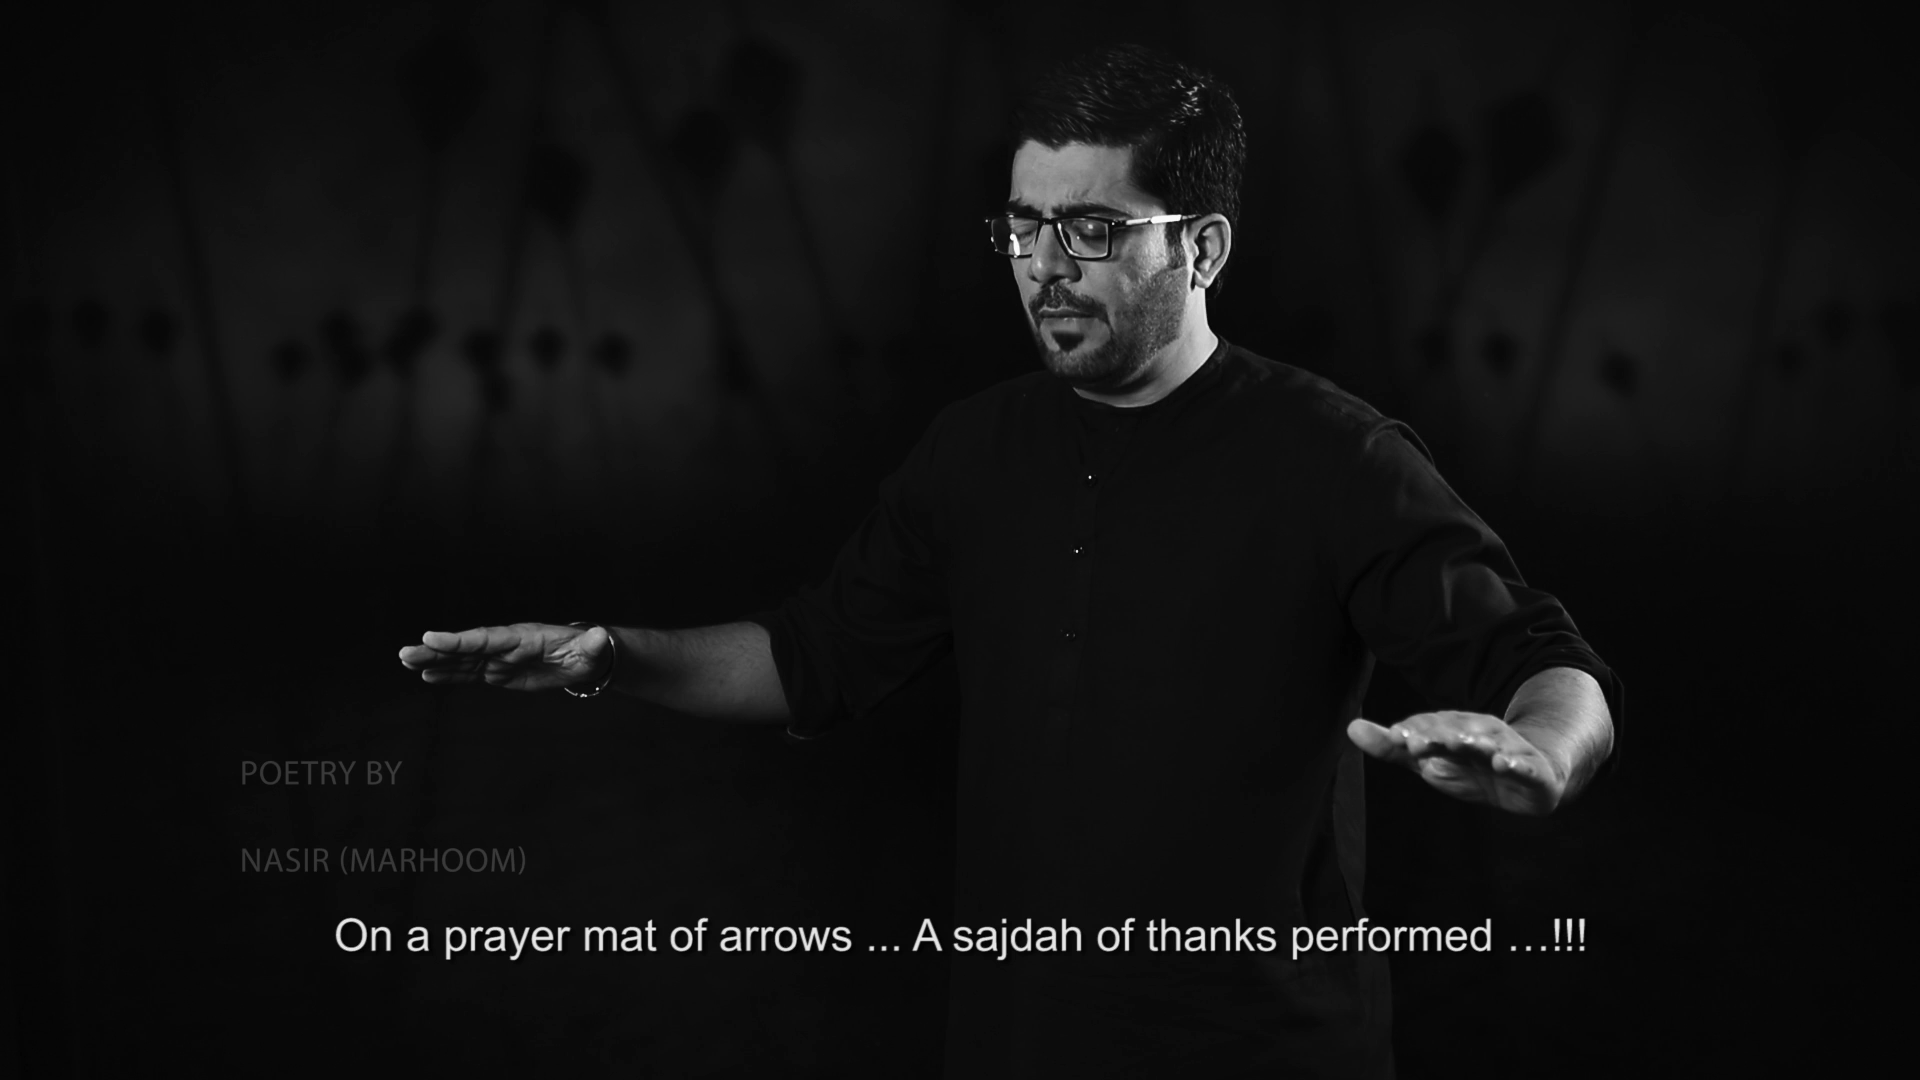 POETRY BY
NASIR (MARHOOM)
On a prayer mat of arrows ... A sajdah of thanks performed ...!!!